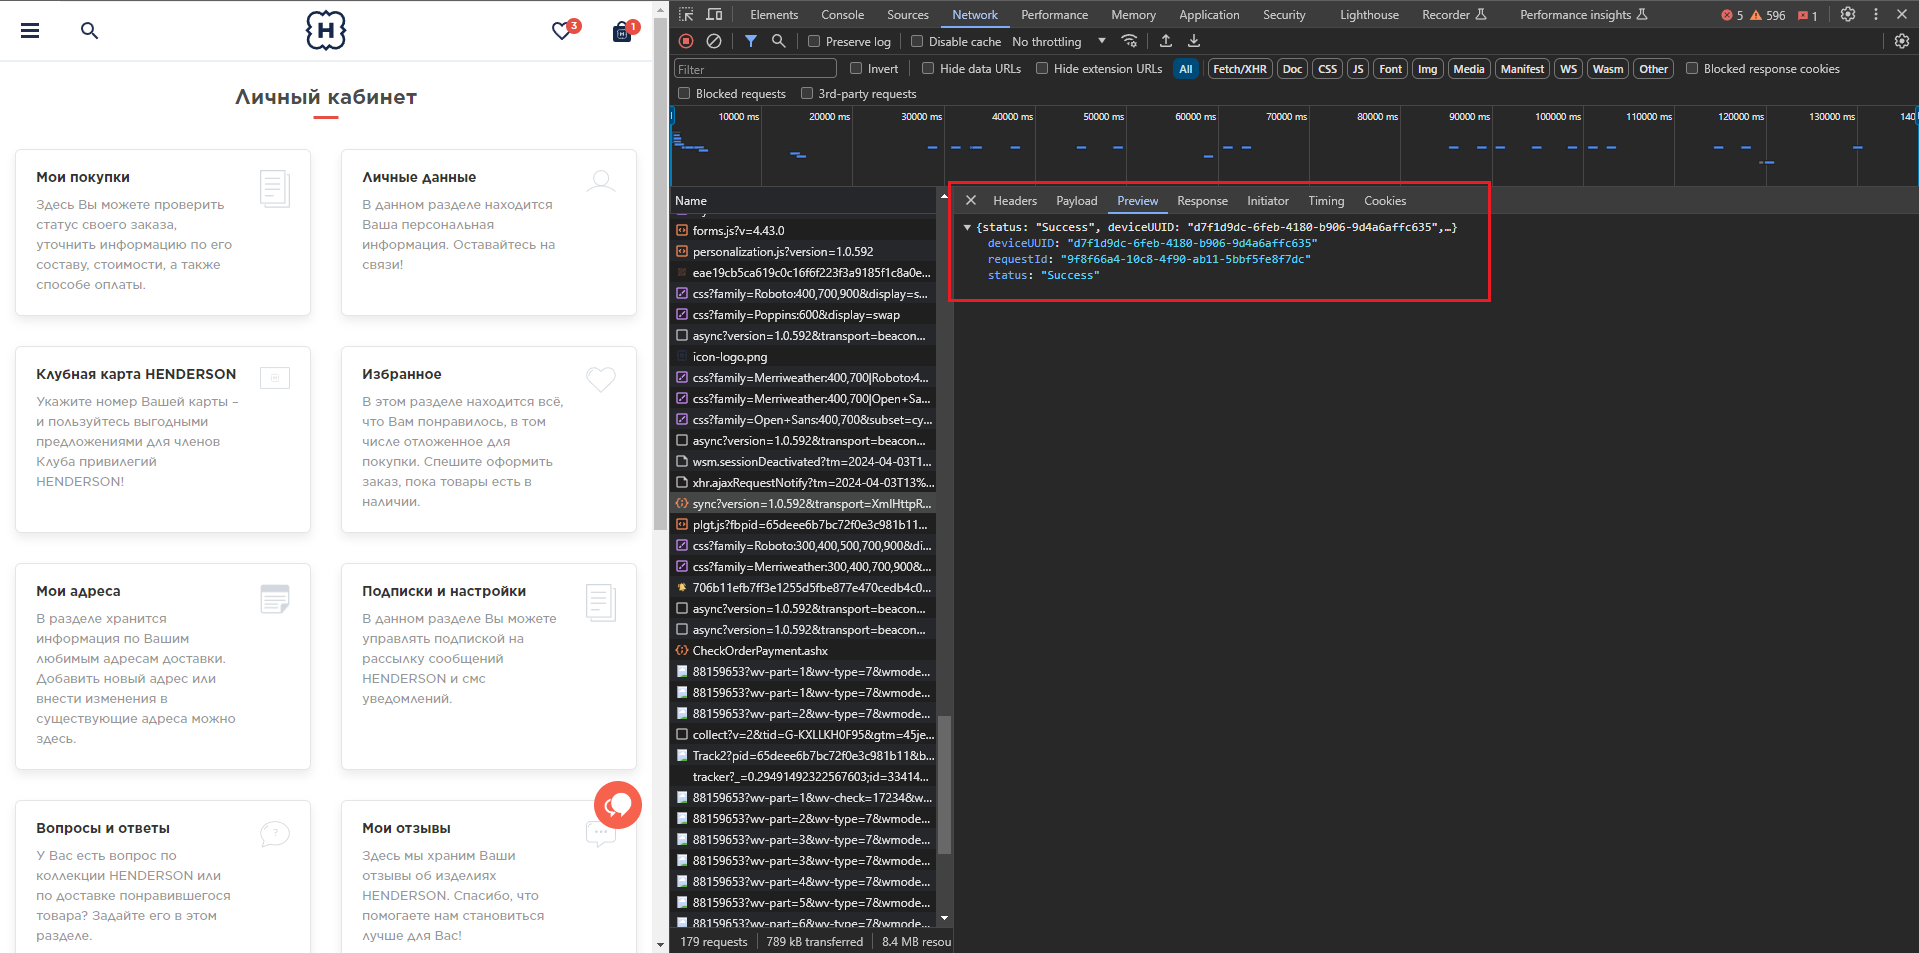 3
H
1
Личный кабинет
Мои покупки
Здесь Вы можете проверить
статус своего заказа,
уточнить информацию по его
составу, стоимости, а также
способе оплаты.
Личные данные
В данном разделе находится
Ваша персональная
информация. Оставайтесь на
связи!
Клубная карта HENDERSON
Укажите номер Вашей карты –
и пользуйтесь выгодными
предложениями для членов
Клуба привилегий
HENDERSON!
Избранное
В этом разделе находится всё,
что Вам понравилось, в том
числе отложенное для
покупки. Спешите оформить
заказ, пока товары есть в
наличии.
Мои адреса
В разделе хранится
информация по Вашим
любимым адресам доставки.
Добавить новый адрес или
внести изменения в
существующие адреса можно
здесь.
Подписки и настройки
В данном разделе Вы можете
управлять подпиской на
рассылку сообщений
HENDERSON и смс
уведомлений.
Вопросы и ответы
У Вас есть вопрос по
коллекции HENDERSON или
по доставке понравившегося
товара? Задайте его в этом
разделе.
Мои отзывы
Здесь мы храним Ваши
отзывы об изделиях
HENDERSON. Спасибо, что
помогаете нам становиться
лучше для Вас!
Elements Console Sources Network Performance Memory Application Security Lighthouse Recorder Performance insights 5 596 1
Preserve log Disable cache No throttling
Filter Invert Hide data URLs Hide extension URLs All Fetch/XHR Doc CSS JS Font Img Media Manifest WS Wasm Other Blocked response cookies
Blocked requests 3rd-party requests
10000 ms 20000 ms 30000 ms 40000 ms 50000 ms 60000 ms 70000 ms 80000 ms 90000 ms 100000 ms 110000 ms 120000 ms 130000 ms 140
Name
forms.js?v=4.43.0
personalization.js?version=1.0.592
eae19cb5ca619c0c16f6f223f3a9185f1c8a0e...
css?family=Roboto:400,700,900&display=s...
css?family=Poppins:600&display=swap
async?version=1.0.592&transport=beacon...
icon-logo.png
css?family=Merriweather:400,700|Roboto:4...
css?family=Merriweather:400,700|Open+Sa...
css?family=Open+Sans:400,700&subset=cy...
async?version=1.0.592&transport=beacon...
wsm.sessionDeactivated?tm=2024-04-03T1...
xhr.ajaxRequestNotify?tm=2024-04-03T13%...
sync?version=1.0.592&transport=XmlHttpR...
plgt.js?fbpid=65deee6b7bc72f0e3c981b11...
css?family=Roboto:300,400,500,700,900&di...
css?family=Merriweather:300,400,700,900&...
706b11efb7ff3e1255d5fbe877e470cedb4c0...
async?version=1.0.592&transport=beacon...
async?version=1.0.592&transport=beacon...
CheckOrderPayment.ashx
88159653?wv-part=1&wv-type=7&wmode...
88159653?wv-part=1&wv-type=7&wmode...
88159653?wv-part=2&wv-type=7&wmode...
collect?v=2&tid=G-KXLLKH0F95&gtm=45je...
Track2?pid=65deee6b7bc72f0e3c981b11&b...
tracker?_=0.29491492322567603;id=33414...
88159653?wv-part=1&wv-check=17234&w...
88159653?wv-part=2&wv-type=7&wmode...
88159653?wv-part=3&wv-type=7&wmode...
88159653?wv-part=3&wv-type=7&wmode...
88159653?wv-part=4&wv-type=7&wmode...
88159653?wv-part=5&wv-type=7&wmode...
88159653?wv-part=6&wv-type=7&wmode...
179 requests 789 kB transferred 8.4 MB resou
Headers Payload Preview Response Initiator Timing Cookies
{status: "Success", deviceUUID: "d7f1d9dc-6feb-4180-b906-9d4a6affc635",…}
deviceUUID: "d7f1d9dc-6feb-4180-b906-9d4a6affc635"
requestId: "9f8f66a4-10c8-4f90-ab11-5bbf5fe8f7dc"
status: "Success"